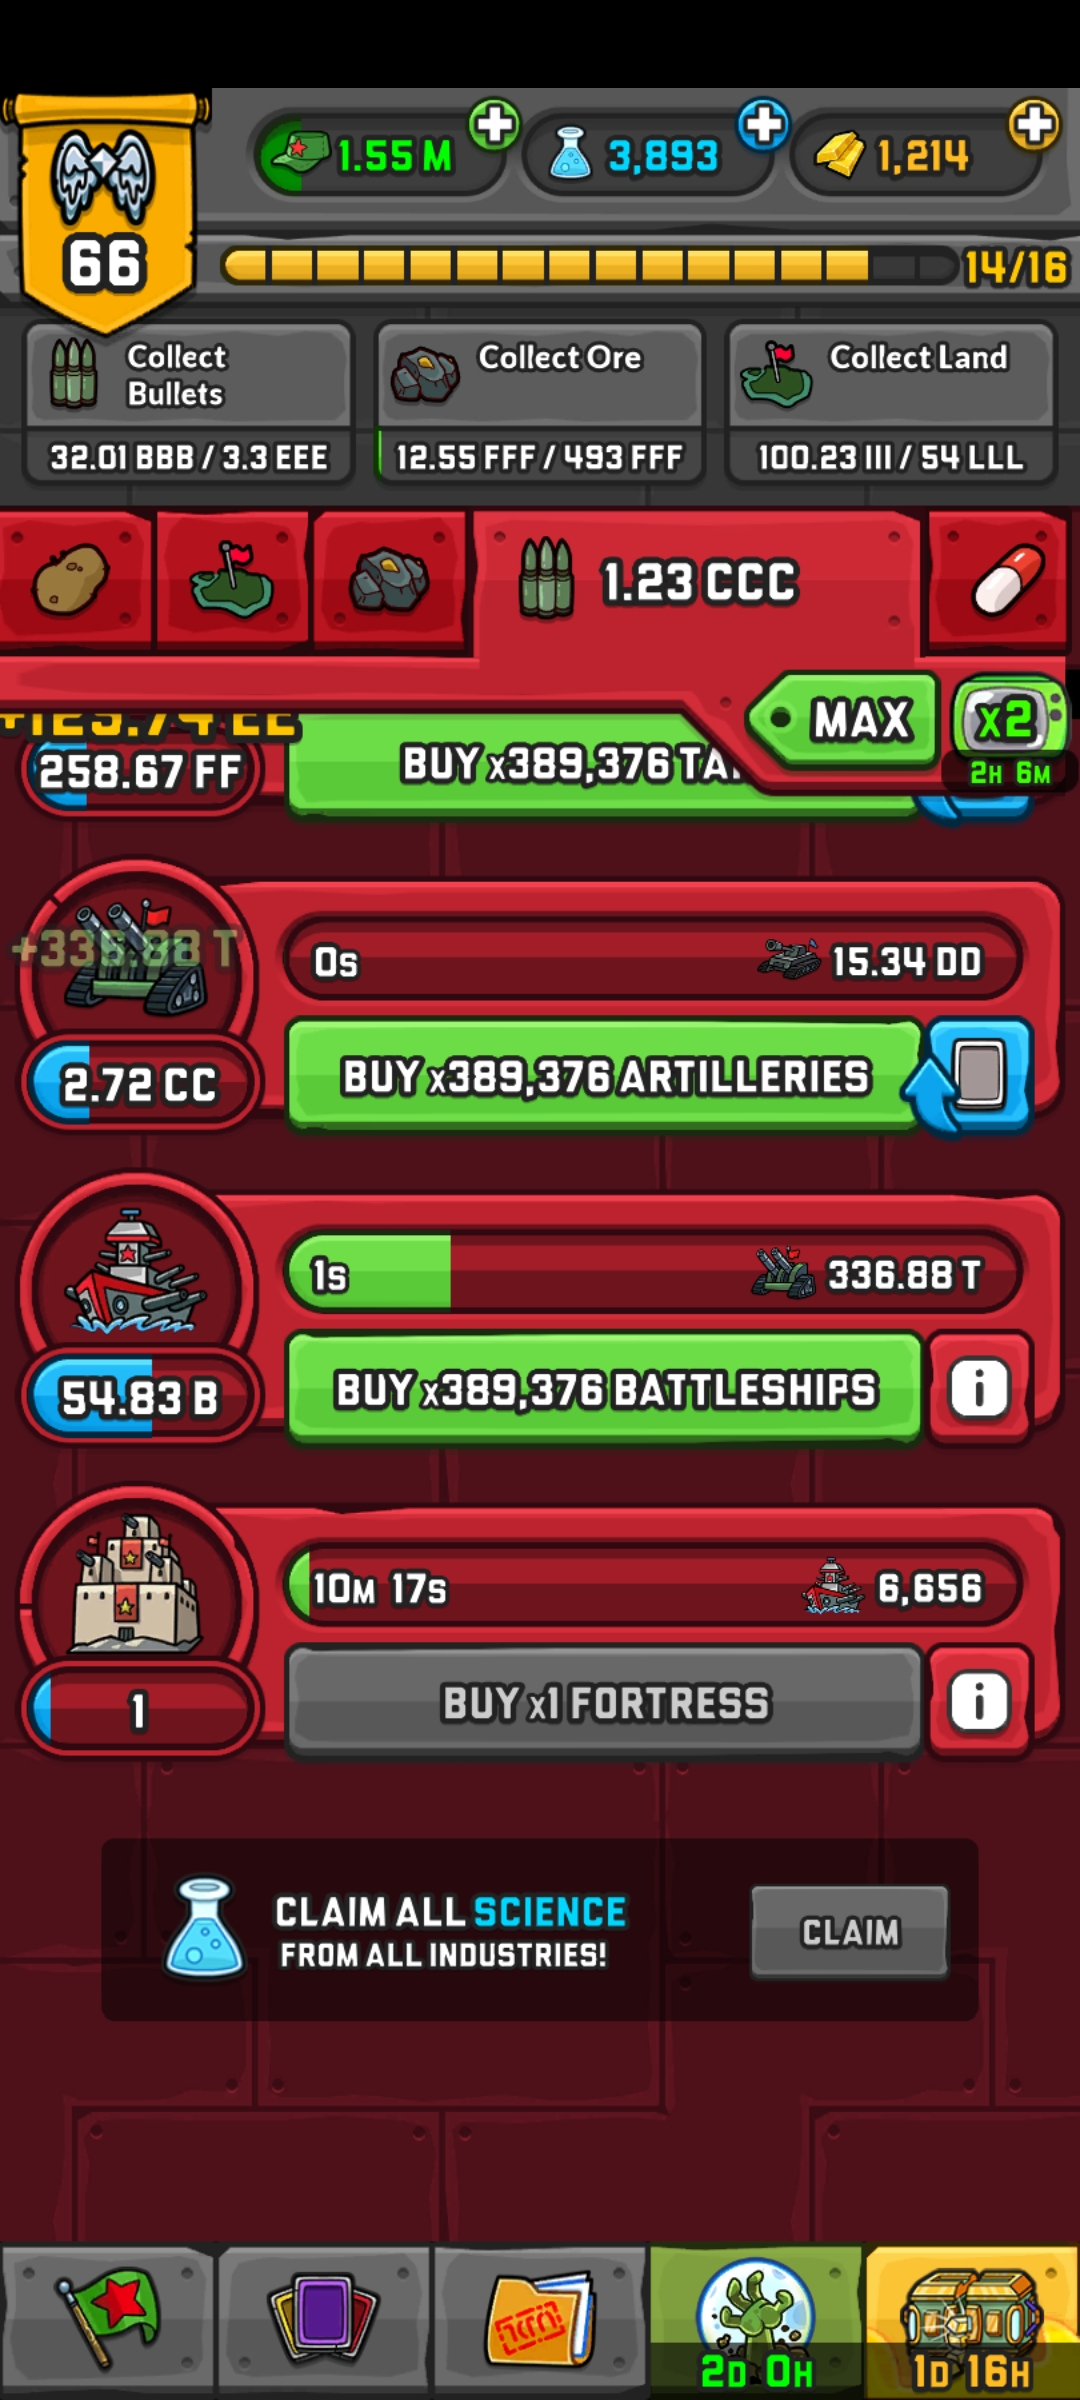 1.55 M
3,893
1,214
66
14/16
Collect
Bullets
Collect Ore
Collect Land
32.01 BBB / 3.3 EEE
12.55 FFF / 493 FFF
100.23 III / 54 LLL
1.23 CCC
MAX
x2
2H 6M
+123.74 EE
258.67 FF
BUY x389,376 TA
+336.88 T
0s
15.34 DD
2.72 CC
BUY x389,376 ARTILLERIES
1s
336.88 T
54.83 B
BUY x389,376 BATTLESHIPS
i
10M 17s
6,656
1
BUY x1 FORTRESS
i
CLAIM ALL SCIENCE
FROM ALL INDUSTRIES!
CLAIM
2D 0H
1D 16H